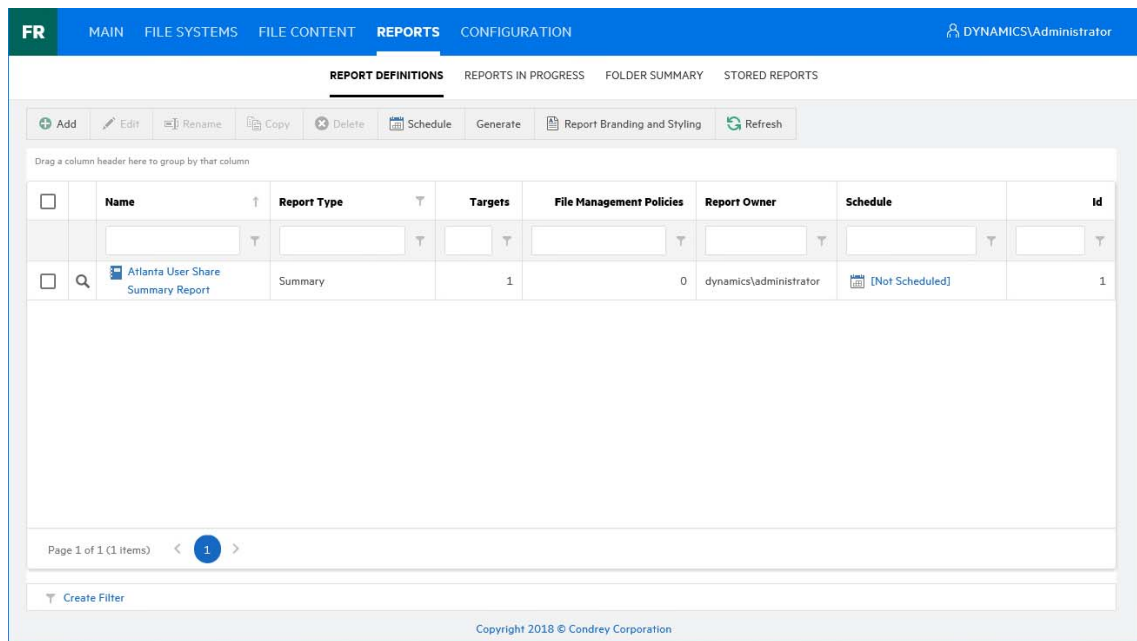 FR MAIN FILE SYSTEMS FILE CONTENT REPORTS CONFIGURATION DYNAMICS\Administrator
REPORT DEFINITIONS REPORTS IN PROGRESS FOLDER SUMMARY STORED REPORTS
Add Edit Rename Copy Delete Schedule Generate Report Branding and Styling Refresh
Drag a column header here to group by that column
Name Report Type Targets File Management Policies Report Owner Schedule Id
Atlanta User Share
Summary Report Summary 1 0 dynamics\administrator [Not Scheduled] 1
Page 1 of 1 (1 items) < 1 >
Create Filter
Copyright 2018 © Condrey Corporation